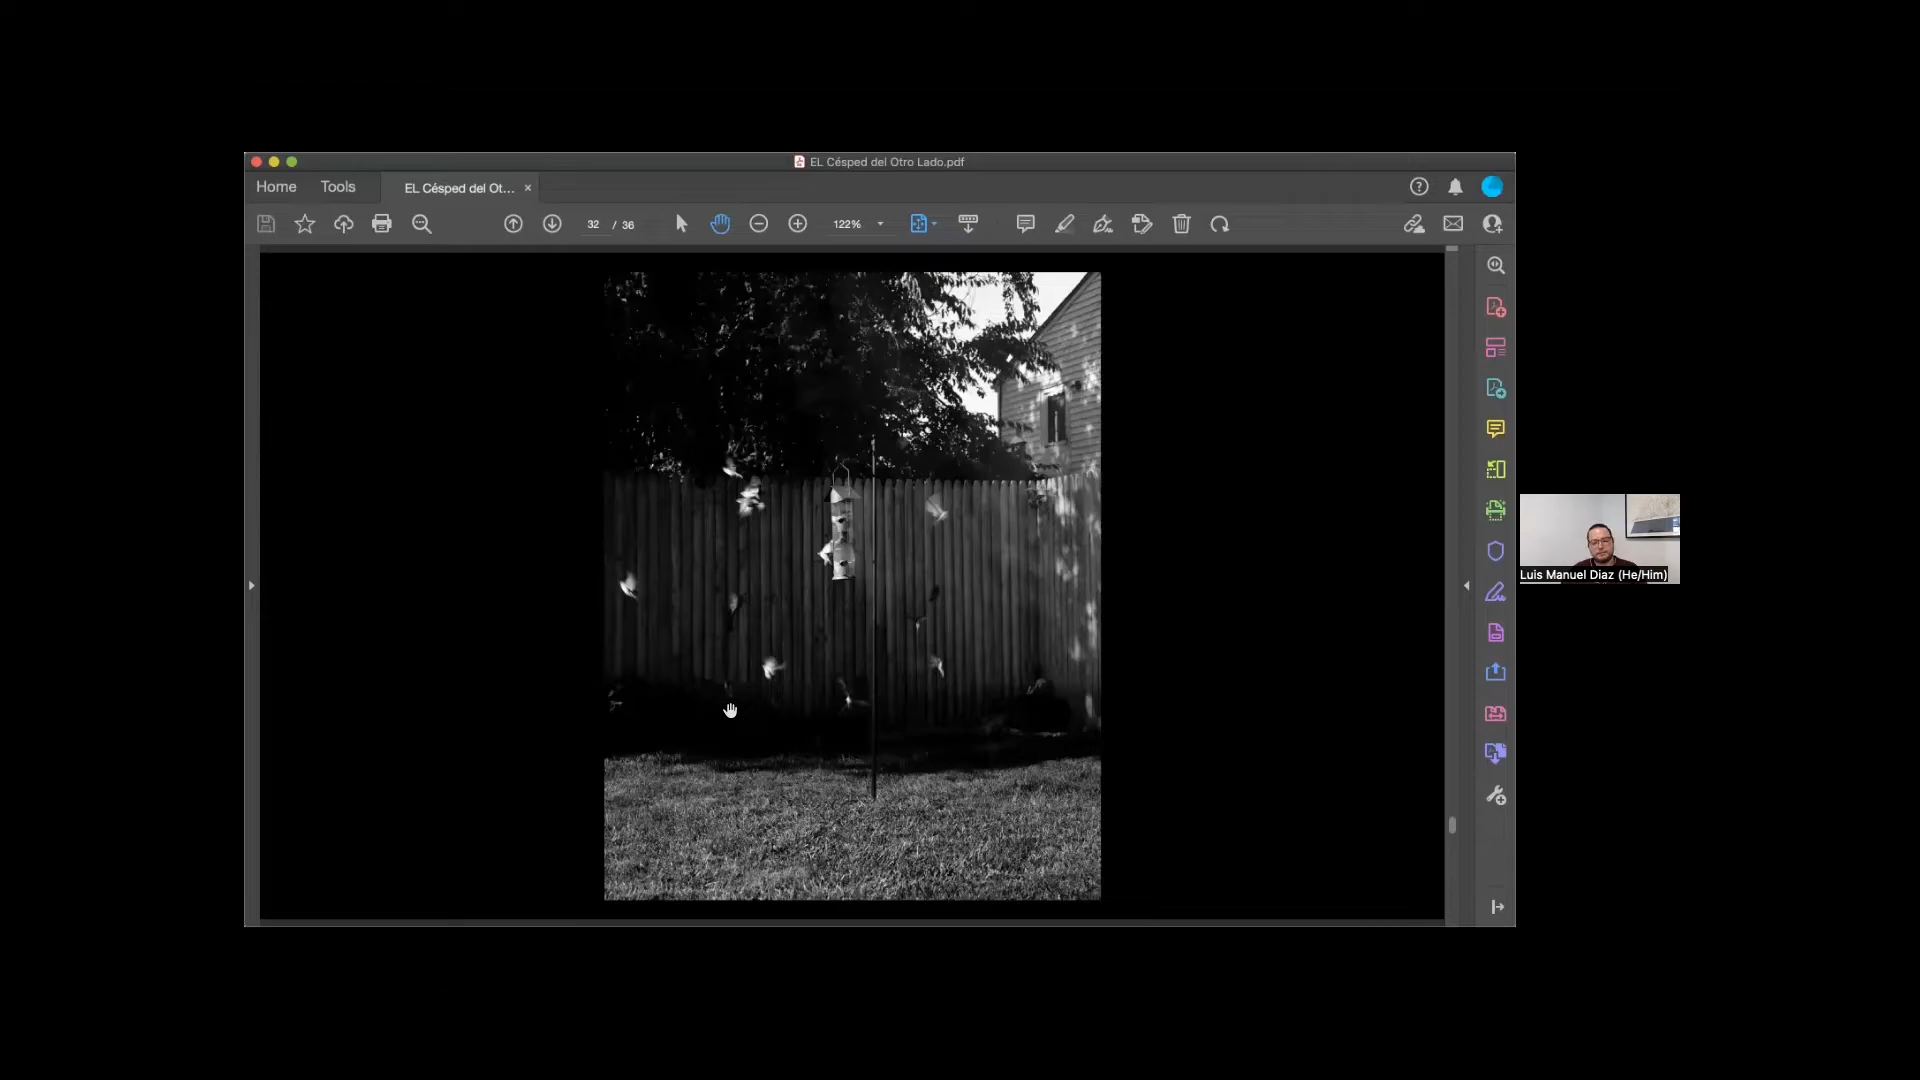 EL Césped del Otro Lado.pdf
Home Tools EL Césped del Ot... ×
32 / 36 122%
Luis Manuel Diaz (He/Him)